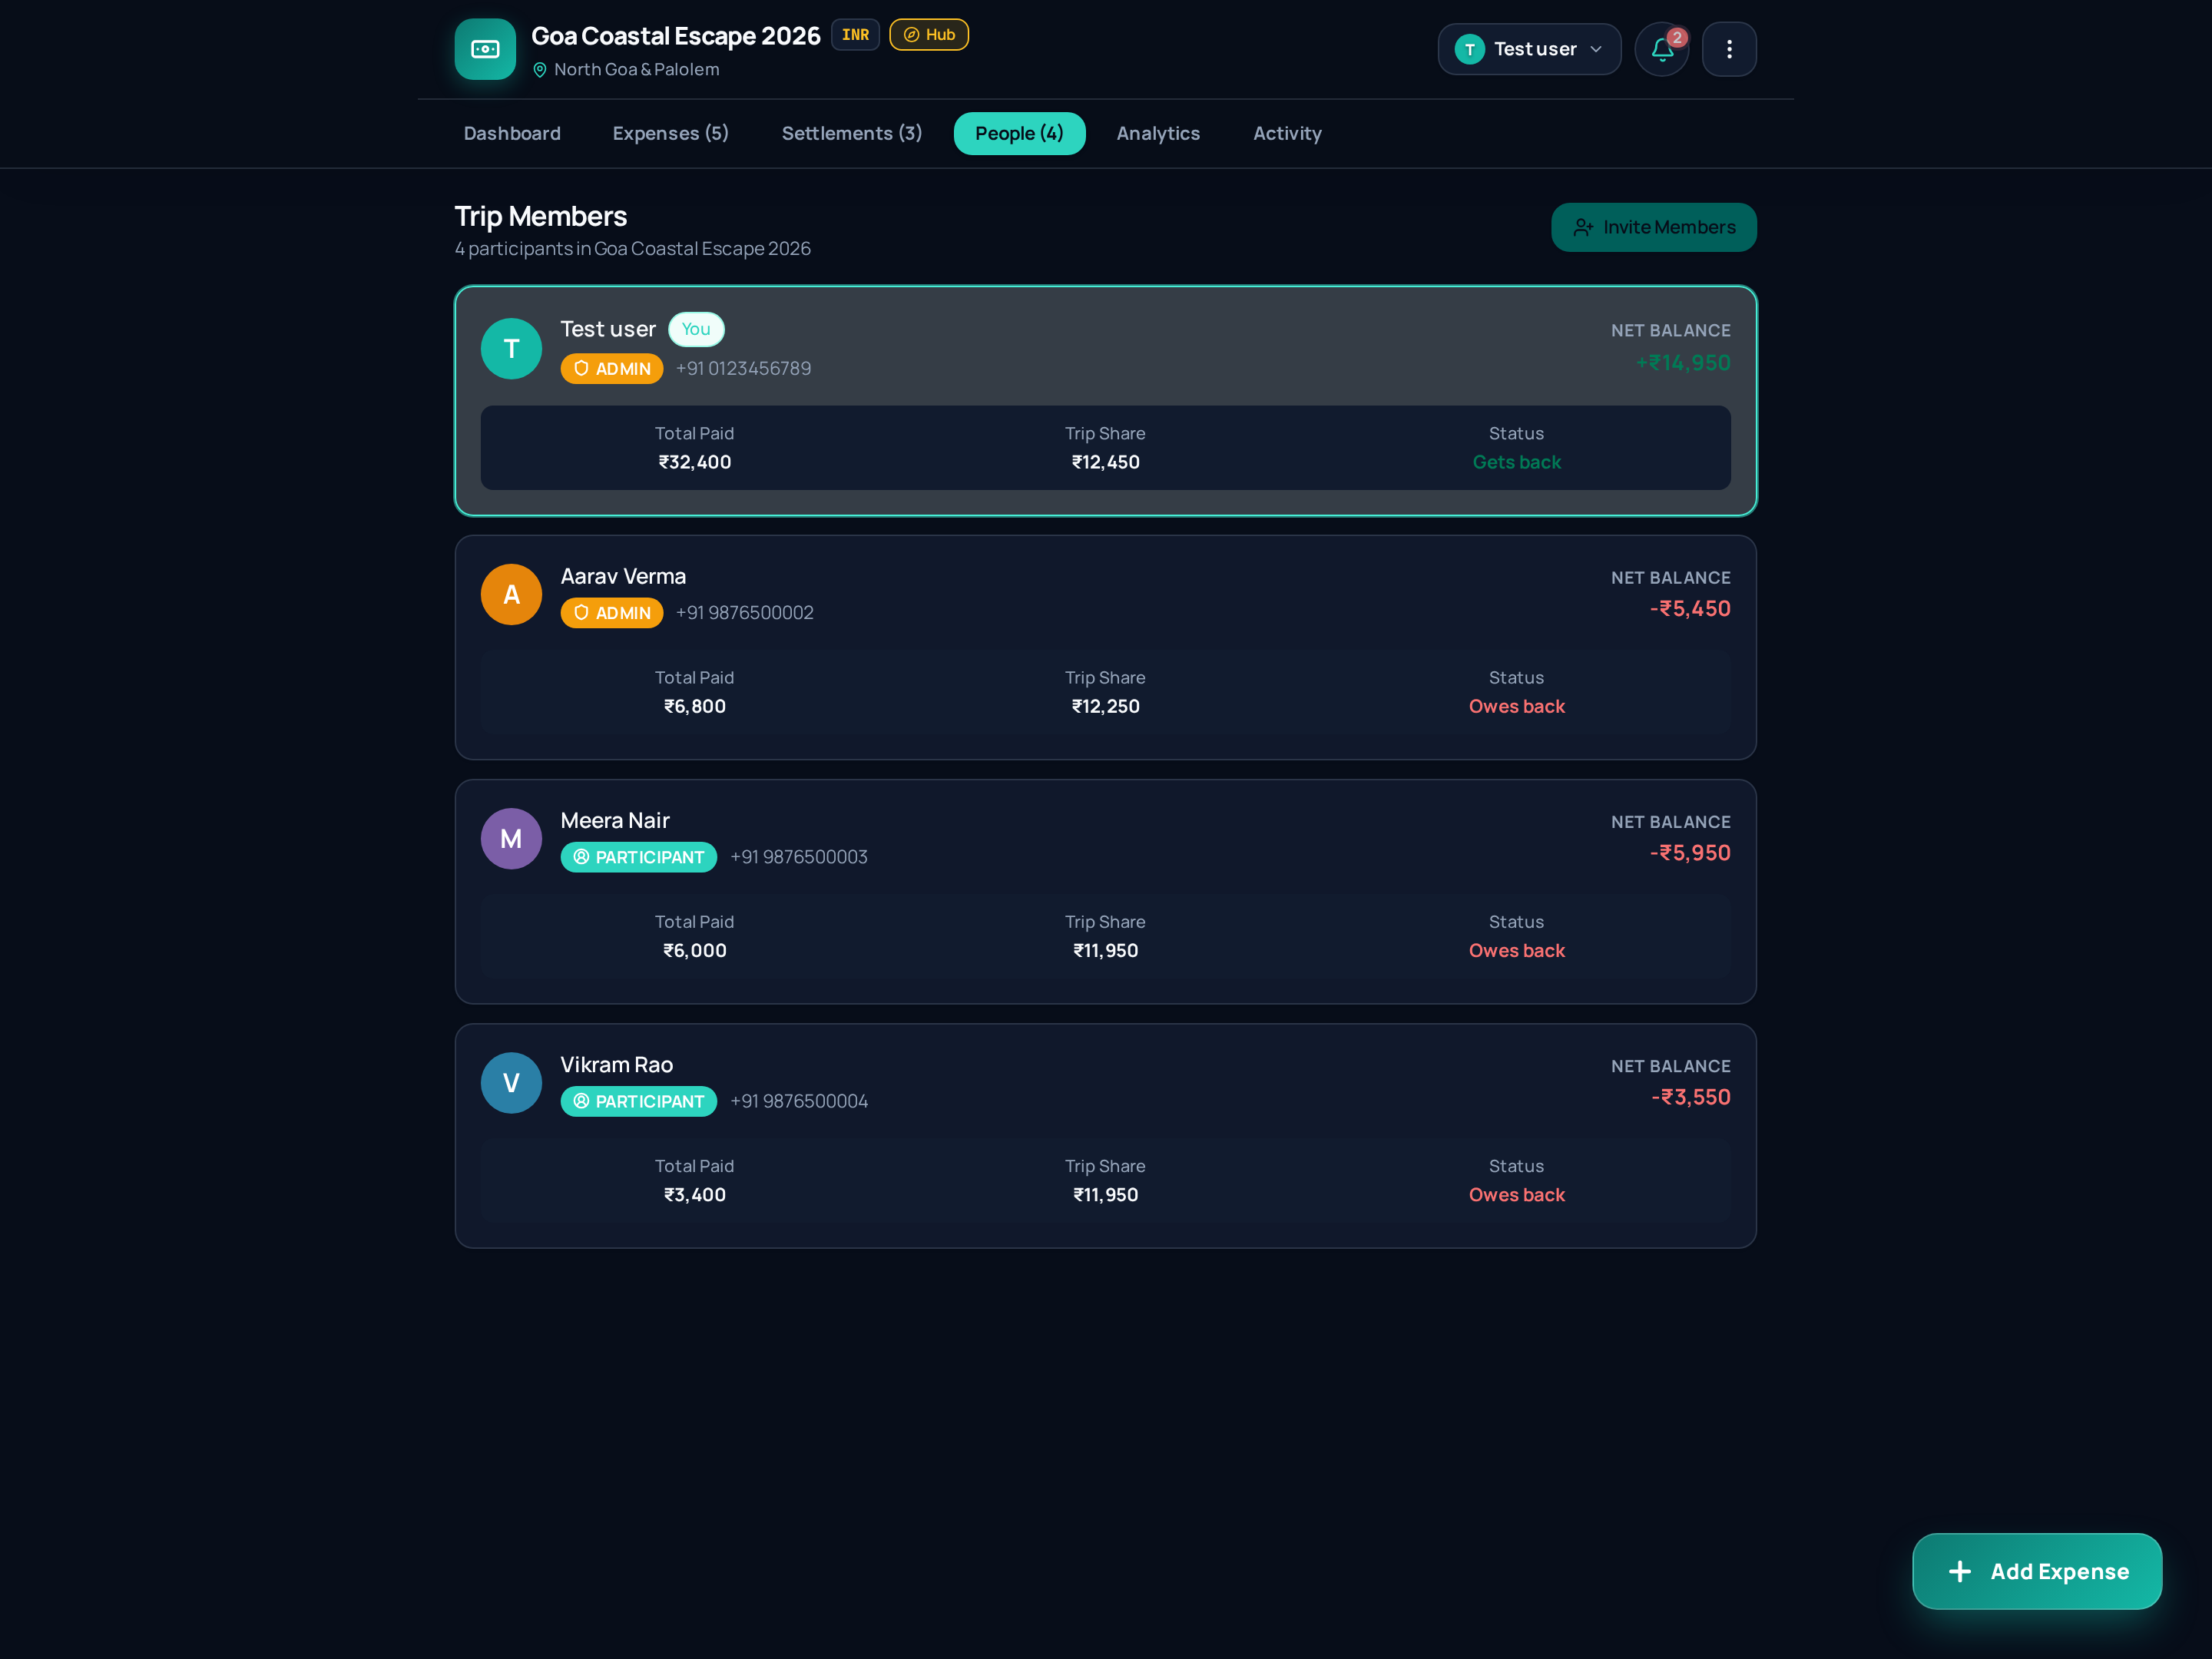 Goa Coastal Escape 2026 INR Hub
North Goa & Palolem
T Test user
2
Dashboard Expenses (5) Settlements (3) People (4) Analytics Activity
Trip Members
4 participants in Goa Coastal Escape 2026
Invite Members
T
Test user You
ADMIN +91 0123456789
NET BALANCE
+₹14,950
Total Paid Trip Share Status
₹32,400 ₹12,450 Gets back
A
Aarav Verma
ADMIN +91 9876500002
NET BALANCE
-₹5,450
Total Paid Trip Share Status
₹6,800 ₹12,250 Owes back
M
Meera Nair
PARTICIPANT +91 9876500003
NET BALANCE
-₹5,950
Total Paid Trip Share Status
₹6,000 ₹11,950 Owes back
V
Vikram Rao
PARTICIPANT +91 9876500004
NET BALANCE
-₹3,550
Total Paid Trip Share Status
₹3,400 ₹11,950 Owes back
Add Expense